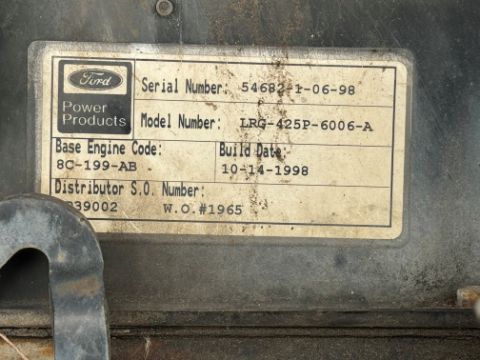 Ford
Power
Products
Serial Number: 54682-1-06-98
Model Number: LRG-425P-6006-A
Base Engine Code:
8C-199-AB
Build Date:
10-14-1998
Distributor S.O. Number:
39002 W.O.#1965